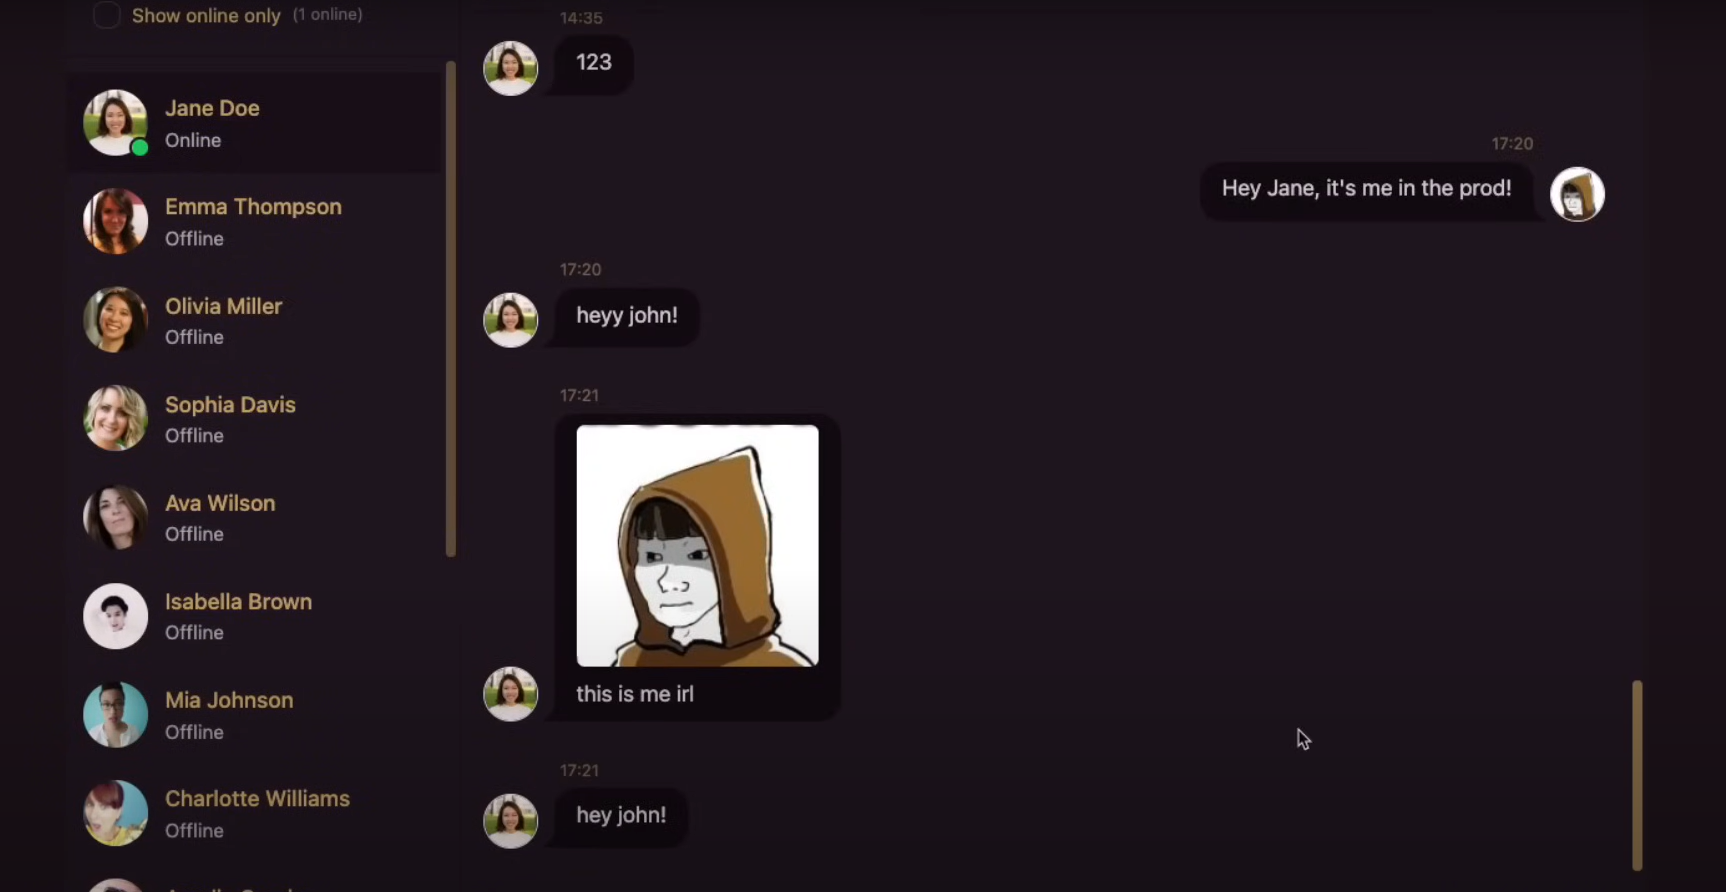 Show online only (1 online)
Jane Doe
Online
Emma Thompson
Offline
Olivia Miller
Offline
Sophia Davis
Offline
Ava Wilson
Offline
Isabella Brown
Offline
Mia Johnson
Offline
Charlotte Williams
Offline
14:35
123
17:20
Hey Jane, it's me in the prod!
17:20
heyy john!
17:21
this is me irl
17:21
hey john!